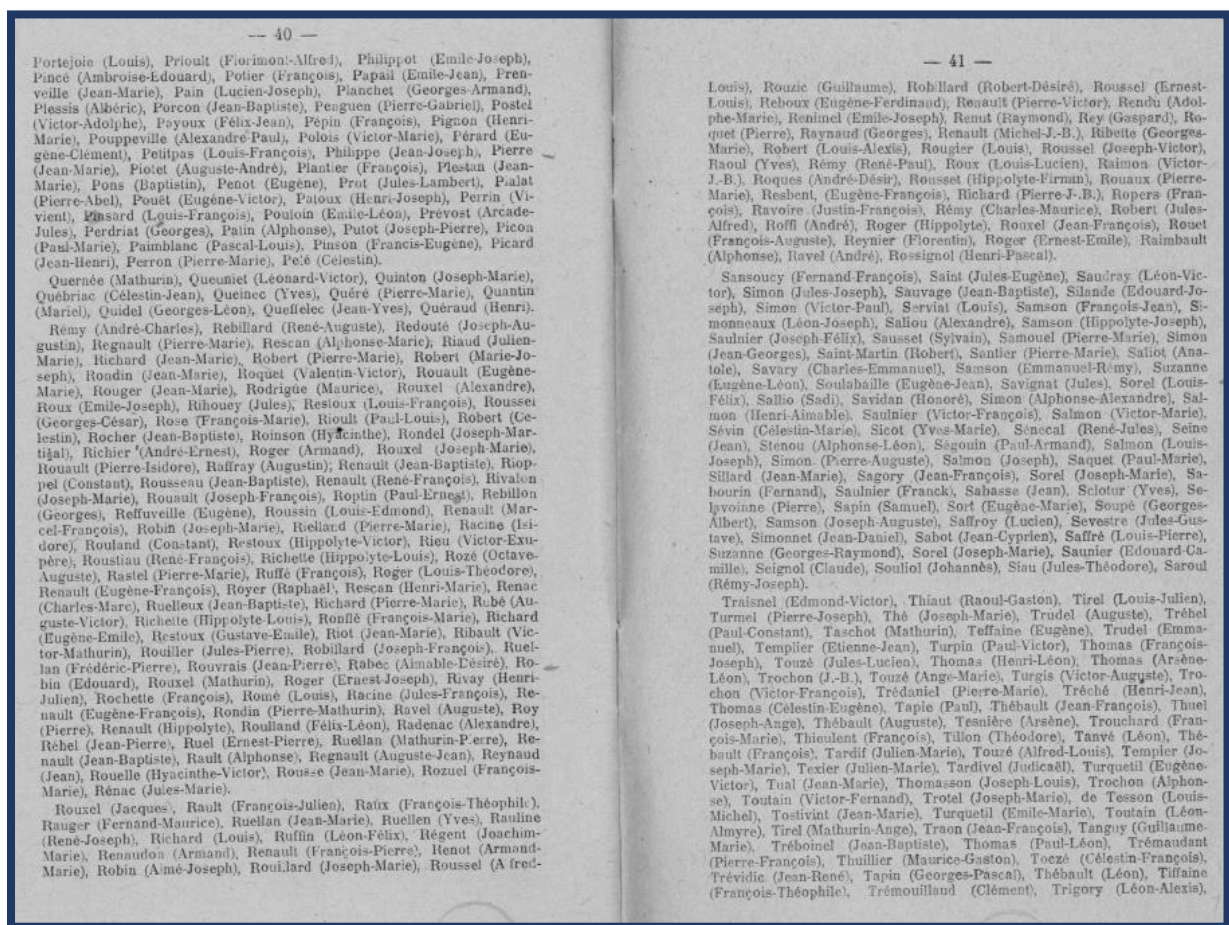 — 40 —
Portejoie (Louis), Prioult (Florimont-Alfred), Philippot (Emile-Joseph),
Pincé (Ambroise-Edouard), Potier (François), Papail (Emile-Jean), Pren-
veille (Jean-Marie), Pain (Lucien-Joseph), Planchet (Georges-Armand),
Plessis (Albéric), Porcon (Jean-Baptiste), Penguen (Pierre-Gabriel), Postel
(Victor-Adolphe), Payoux (Félix-Jean), Pépin (François), Pignon (Henri-
Marie), Pouppeville (Alexandre-Paul), Polois (Victor-Marie), Pérard (Eu-
gène-Clément), Petitpas (Louis-François), Philippe (Jean-Joseph), Pierre
(Jean-Marie), Piotet (Auguste-André), Plantier (François), Plestan (Jean-
Marie), Pons (Baptistin), Penot (Eugène), Prot (Jules-Lambert), Pialat
(Pierre-Abel), Pouët (Eugène-Victor), Patoux (Henri-Joseph), Perrin (Vi-
vient), Pinsard (Louis-François), Pouloin (Emile-Léon), Prévost (Arcade-
Jules), Perdriat (Georges), Patin (Alphonse), Putot (Joseph-Pierre), Picon
(Paul-Marie), Paimblanc (Pascal-Louis), Pinson (Francis-Eugène), Picard
(Jean-Henri), Perron (Pierre-Marie), Pelé (Célestin).
Quernée (Mathurin), Queuniet (Léonard-Victor), Quinton (Joseph-Marie),
Québriac (Célestin-Jean), Queinec (Yves), Quéré (Pierre-Marie), Quantin
(Mariel), Quidel (Georges-Léon), Queffelec (Jean-Yves), Quéraud (Henri).
Rémy (André-Charles), Rebillard (René-Auguste), Redouté (Joseph-Au-
gustin), Regnault (Pierre-Marie), Rescan (Alphonse-Marie), Riaud (Julien-
Marie), Richard (Jean-Marie), Robert (Pierre-Marie), Robert (Marie-Jo-
seph), Rondin (Jean-Marie), Roquet (Valentin-Victor), Rouault (Eugène-
Marie), Rouger (Jean-Marie), Rodrigue (Maurice), Rouxel (Alexandre),
Roux (Emile-Joseph), Rihouey (Jules), Restoux (Louis-François), Roussel
(Georges-César), Rose (François-Marie), Rioult (Paul-Louis), Robert (Ce-
lestin), Rocher (Jean-Baptiste), Roinson (Hyacinthe), Rondel (Joseph-Mar-
tial), Richier (André-Ernest), Roger (Armand), Rouxel (Joseph-Marie),
Rouault (Pierre-Isidore), Raffray (Augustin); Renault (Jean-Baptiste), Riop-
pel (Constant), Rousseau (Jean-Baptiste), Renault (René-François), Rivalon
(Joseph-Marie), Rouault (Joseph-François), Roptin (Paul-Ernest), Rebillon
(Georges), Reffuveille (Eugène), Roussin (Louis-Edmond), Renault (Mar-
cel-François), Robin (Joseph-Marie), Rielland (Pierre-Marie), Racine (Isi-
dore), Rouland (Constant), Restoux (Hippolyte-Victor), Rieu (Victor-Exu-
père), Roustiau (René-François), Richette (Hippolyte-Louis), Rozé (Octave-
Auguste), Rastel (Pierre-Marie), Ruffé (François), Roger (Louis-Théodore),
Renault (Eugène-François), Royer (Raphaël), Rescan (Henri-Marie), Renac
(Charles-Marc), Ruelleux (Jean-Baptiste), Richard (Pierre-Marie), Rubé (Au-
guste-Victor), Richette (Hippolyte-Louis), Ronflé (François-Marie), Richard
(Eugène-Emile), Restoux (Gustave-Emile), Riot (Jean-Marie), Ribault (Vic-
tor-Mathurin), Rouiller (Jules-Pierre), Robillard (Joseph-François), Ruel-
lan (Frédéric-Pierre), Rouvrais (Jean-Pierre), Rabec (Aimable-Désiré), Ro-
bin (Edouard), Rouxel (Mathurin), Roger (Ernest-Joseph), Rivay (Henri-
Julien), Rochette (François), Romé (Louis), Racine (Jules-François), Re-
nault (Eugène-François), Rondin (Pierre-Mathurin), Ravel (Auguste), Roy
(Pierre), Renault (Hippolyte), Roulland (Félix-Léon), Radenac (Alexandre),
Réhel (Jean-Pierre), Ruel (Ernest-Pierre), Ruellan (Mathurin-Pierre), Re-
nault (Jean-Baptiste), Rault (Alphonse), Regnault (Auguste-Jean), Reynaud
(Jean), Rouelle (Hyacinthe-Victor), Rousse (Jean-Marie), Rozuel (François-
Marie), Rénac (Jules-Marie).
Rouxel (Jacques), Rault (François-Julien), Raux (François-Théophile),
Rauger (Fernand-Maurice), Ruellan (Jean-Marie), Ruellen (Yves), Rauline
(René-Joseph), Richard (Louis), Ruffin (Léon-Félix), Régent (Joachim-
Marie), Renaudon (Armand), Renault (François-Pierre), Renot (Armand-
Marie), Robin (Aimé-Joseph), Rouillard (Joseph-Marie), Roussel (Alfred-
— 41 —
Louis), Rouzic (Guillaume), Robillard (Robert-Désiré), Roussel (Ernest-
Louis), Reboux (Eugène-Ferdinand); Renault (Pierre-Victor), Rendu (Adol-
phe-Marie), Renimel (Emile-Joseph), Renut (Raymond), Rey (Gaspard), Ro-
quet (Pierre), Raynaud (Georges), Renault (Michel-J.-B.), Ribette (Georges-
Marie), Robert (Louis-Alexis), Rougier (Louis), Roussel (Joseph-Victor),
Raoul (Yves), Rémy (René-Paul), Roux (Louis-Lucien), Raimon (Victor-
J.-B.), Roques (André-Désir), Rousset (Hippolyte-Firmin), Rouaux (Pierre-
Marie), Resbent, (Eugène-François), Richard (Pierre-J-.B.), Ropers (Fran-
çois), Ravoire (Justin-François), Rémy (Charles-Maurice), Robert (Jules-
Alfred), Roffi (André), Roger (Hippolyte), Rouxel (Jean-François), Rouet
(François-Auguste), Reynier (Florentin), Roger (Ernest-Emile), Raimbault
(Alphonse), Ravel (André), Rossignol (Henri-Pascal).
Sansoucy (Fernand-François), Saint (Jules-Eugène), Saudray (Léon-Vic-
tor), Simon (Jules-Joseph), Sauvage (Jean-Baptiste), Silande (Edouard-Jo-
seph), Simon (Victor-Paul), Serviat (Louis), Samson (François-Jean), Si-
monneaux (Léon-Joseph), Saliou (Alexandre), Samson (Hippolyte-Joseph),
Saulnier (Joseph-Félix), Sausset (Sylvain), Samouel (Pierre-Marie), Simon
(Jean-Georges), Saint-Martin (Robert), Santier (Pierre-Marie), Saliot (Ana-
tole), Savary (Charles-Emmanuel), Samson (Emmanuel-Rémy), Suzanne
(Eugène-Léon), Soulabaille (Eugène-Jean), Savignat (Jules), Sorel (Louis-
Félix), Sallio (Sadi), Savidan (Honoré), Simon (Alphonse-Alexandre), Sal-
mon (Henri-Aimable), Saulnier (Victor-François), Salmon (Victor-Marie),
Sévin (Célestin-Marie), Sicot (Yves-Marie), Sénecal (René-Jules), Seine
(Jean), Stenou (Alphonse-Léon), Ségouin (Paul-Armand), Salmon (Louis-
Joseph), Simon (Pierre-Auguste), Salmon (Joseph), Saquet (Paul-Marie),
Sillard (Jean-Marie), Sagory (Jean-François), Sorel (Joseph-Marie), Sa-
bourin (Fernand), Saulnier (Franck), Sabasse (Jean), Sclotur (Yves), Se-
lpvoinne (Pierre), Sapin (Samuel), Sort (Eugène-Marie), Soupé (Georges-
Albert), Samson (Joseph-Auguste), Saffroy (Lucien), Sevestre (Jules-Gus-
tave), Simonnet (Jean-Daniel), Sabot (Jean-Cyprien), Saffré (Louis-Pierre),
Suzanne (Georges-Raymond), Sorel (Joseph-Marie), Saunier (Edouard-Ca-
mille), Seignol (Claude), Souliol (Johannès), Siau (Jules-Théodore), Saroul
(Rémy-Joseph).
Traisnel (Edmond-Victor), Thiaut (Raoul-Gaston), Tirel (Louis-Julien),
Turmel (Pierre-Joseph), Thé (Joseph-Marie), Trudel (Auguste), Tréhel
(Paul-Constant), Taschot (Mathurin), Teffaine (Eugène), Trudel (Emma-
nuel), Templier (Etienne-Jean), Turpin (Paul-Victor), Thomas (François-
Joseph), Touzé (Jules-Lucien), Thomas (Henri-Léon), Thomas (Arsène-
Léon), Trochon (J.-B.), Touzé (Ange-Marie), Turgis (Victor-Auguste), Tro-
chon (Victor-François), Trédaniel (Pierre-Marie), Tréché (Henri-Jean),
Thomas (Célestin-Eugène), Tapie (Paul), Thébault (Jean-François), Thuel
(Joseph-Ange), Thébault (Auguste), Tesnière (Arsène), Trouchard (Fran-
çois-Marie), Thieulent (François), Tillon (Théodore), Tanvé (Léon), Thé-
bault (François), Tardif (Julien-Marie), Touzé (Alfred-Louis), Templer (Jo-
seph-Marie), Texier (Julien-Marie), Tardivel (Judicaël), Turquetil (Eugène-
Victor), Tual (Jean-Marie), Thomasson (Joseph-Louis), Trochon (Alphon-
se), Toutain (Victor-Fernand), Trotel (Joseph-Marie), de Tesson (Louis-
Michel), Tostivint (Jean-Marie), Turquetil (Emile-Marie), Toutain (Léon-
Almyre), Tirel (Mathurin-Ange), Traon (Jean-François), Tanguy (Guillaume-
Marie), Tréboinel (Jean-Baptiste), Thomas (Paul-Léon), Trémaudant
(Pierre-François), Thuillier (Maurice-Gaston), Toczé (Célestin-François),
Trévidic (Jean-René), Tapin (Georges-Pascal), Thébault (Léon), Tiffaine
(François-Théophile), Trémouillaud (Clément), Trigory (Léon-Alexis),